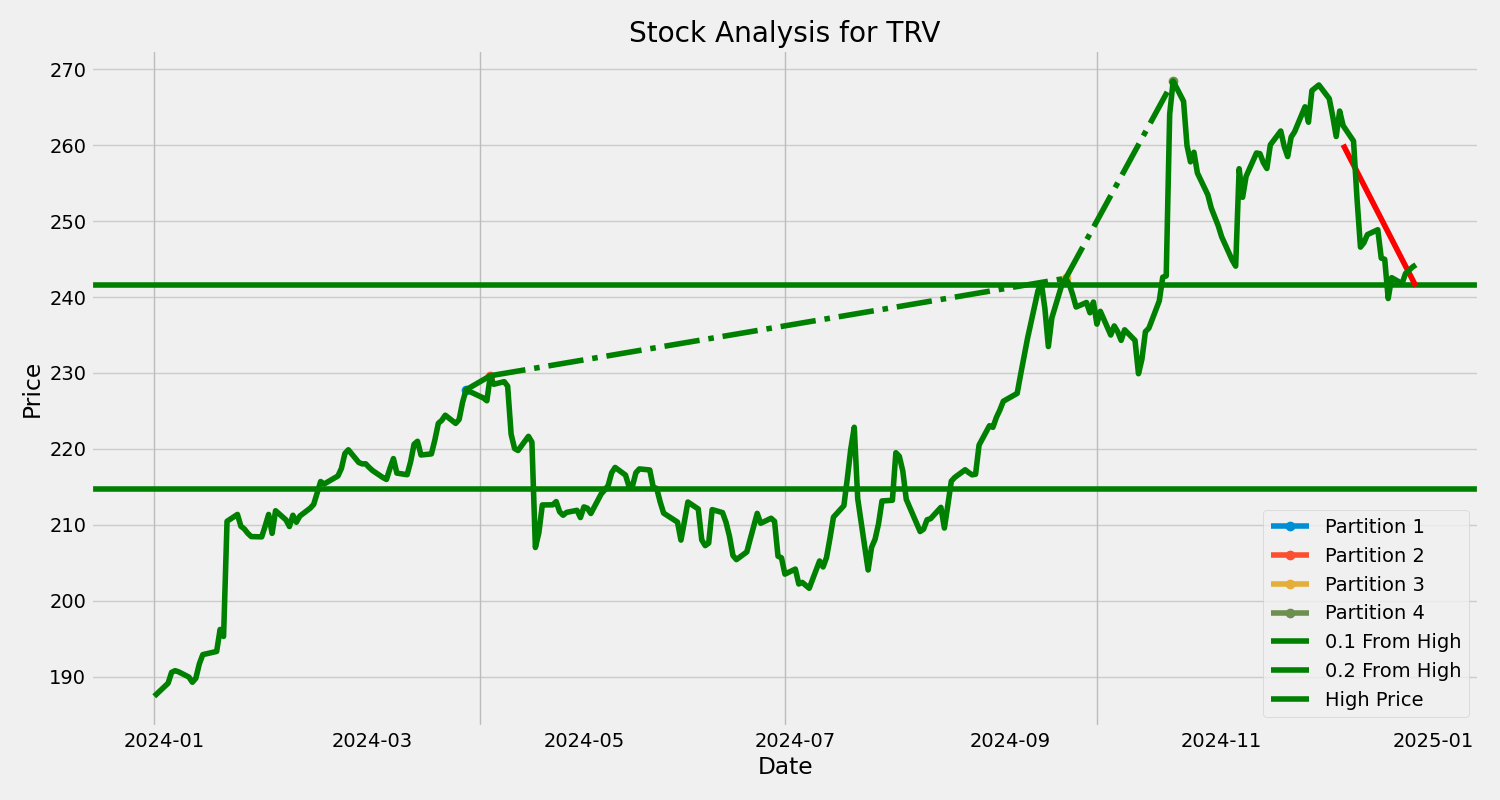 Stock Analysis for TRV
270
260
250
240
230
220
210
200
190
Price
Partition 1
Partition 2
Partition 3
Partition 4
0.1 From High
0.2 From High
High Price
2024-01 2024-03 2024-05 2024-07 2024-09 2024-11 2025-01
Date